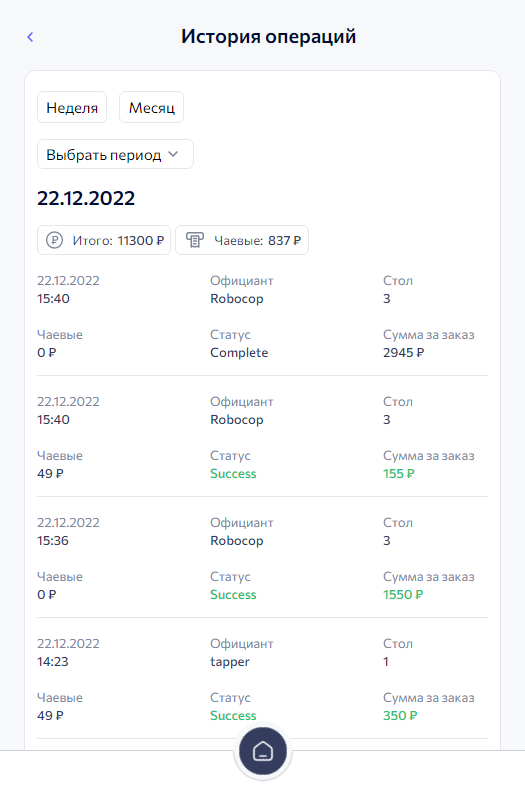 История операций
Неделя Месяц
Выбрать период
22.12.2022
Итого: 11300 ₽ Чаевые: 837 ₽
22.12.2022 Официант Стол
15:40 Robocop 3
Чаевые Статус Сумма за заказ
0 ₽ Complete 2945 ₽
22.12.2022 Официант Стол
15:40 Robocop 3
Чаевые Статус Сумма за заказ
49 ₽ Success 155 ₽
22.12.2022 Официант Стол
15:36 Robocop 3
Чаевые Статус Сумма за заказ
0 ₽ Success 1550 ₽
22.12.2022 Официант Стол
14:23 tapper 1
Чаевые Статус Сумма за заказ
49 ₽ Success 350 ₽